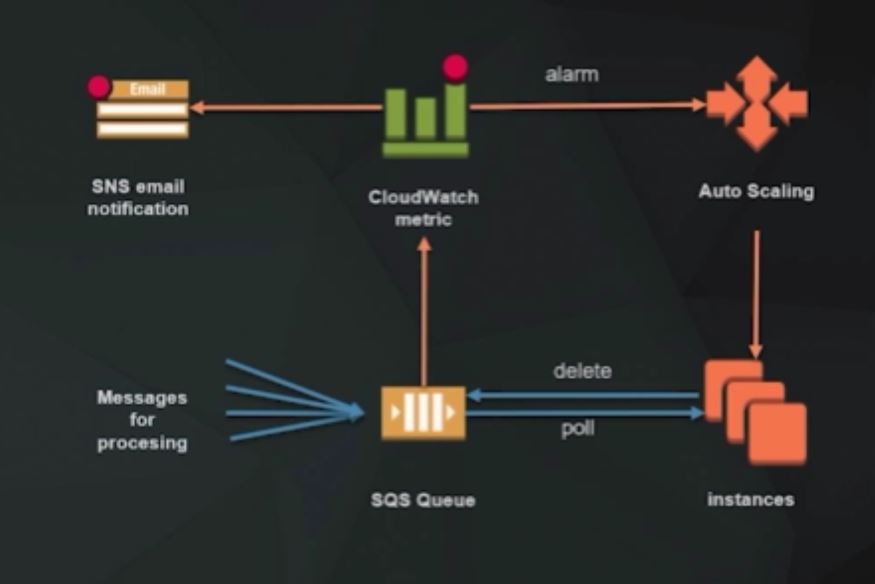 Email
alarm
SNS email
notification
CloudWatch
metric
Auto Scaling
delete
Messages
for
procesing
poll
SQS Queue
instances